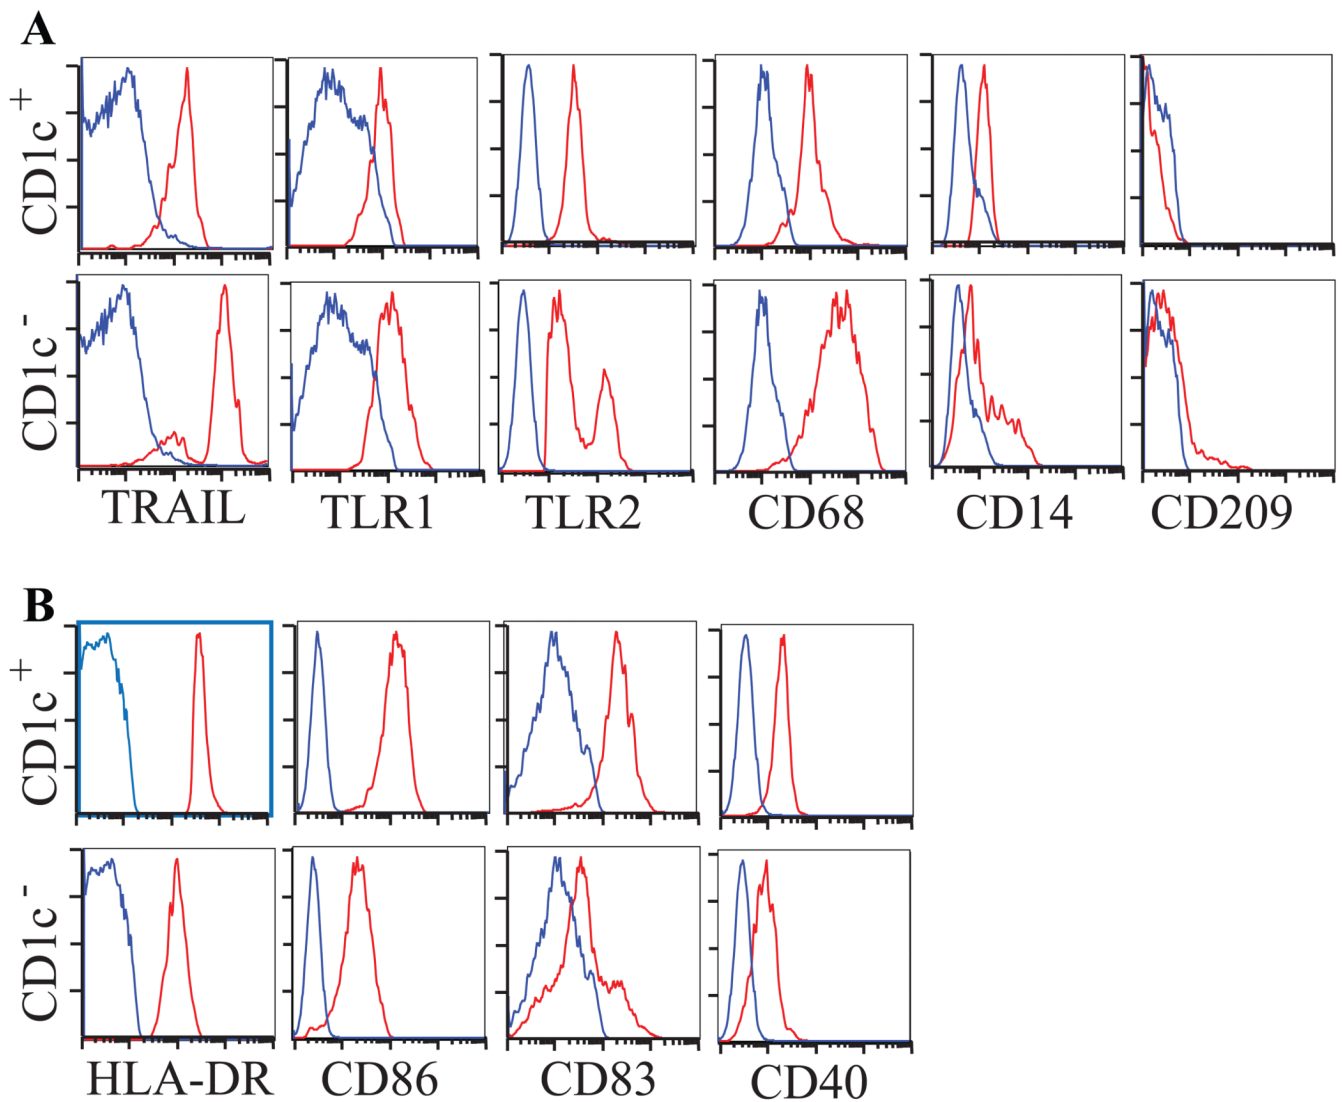 A
CD1c+
CD1c-
TRAIL TLR1 TLR2 CD68 CD14 CD209
B
CD1c+
CD1c-
HLA-DR CD86 CD83 CD40